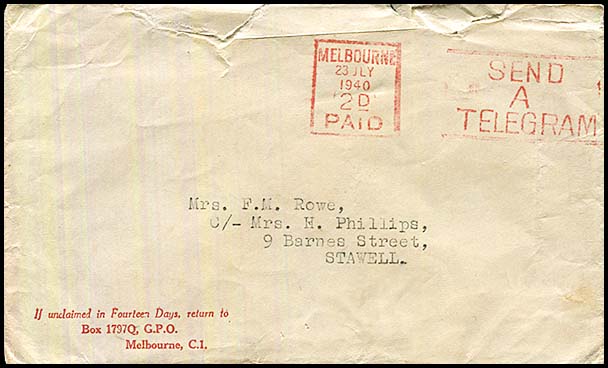 MELBOURNE
23 JLY
1940
2D
PAID
SEND
A
TELEGRAM
Mrs. F.M. Rowe,
C/- Mrs. H. Phillips,
9 Barnes Street,
STAWELL.
If unclaimed in Fourteen Days, return to
Box 1797Q, G.P.O.
Melbourne, C.1.